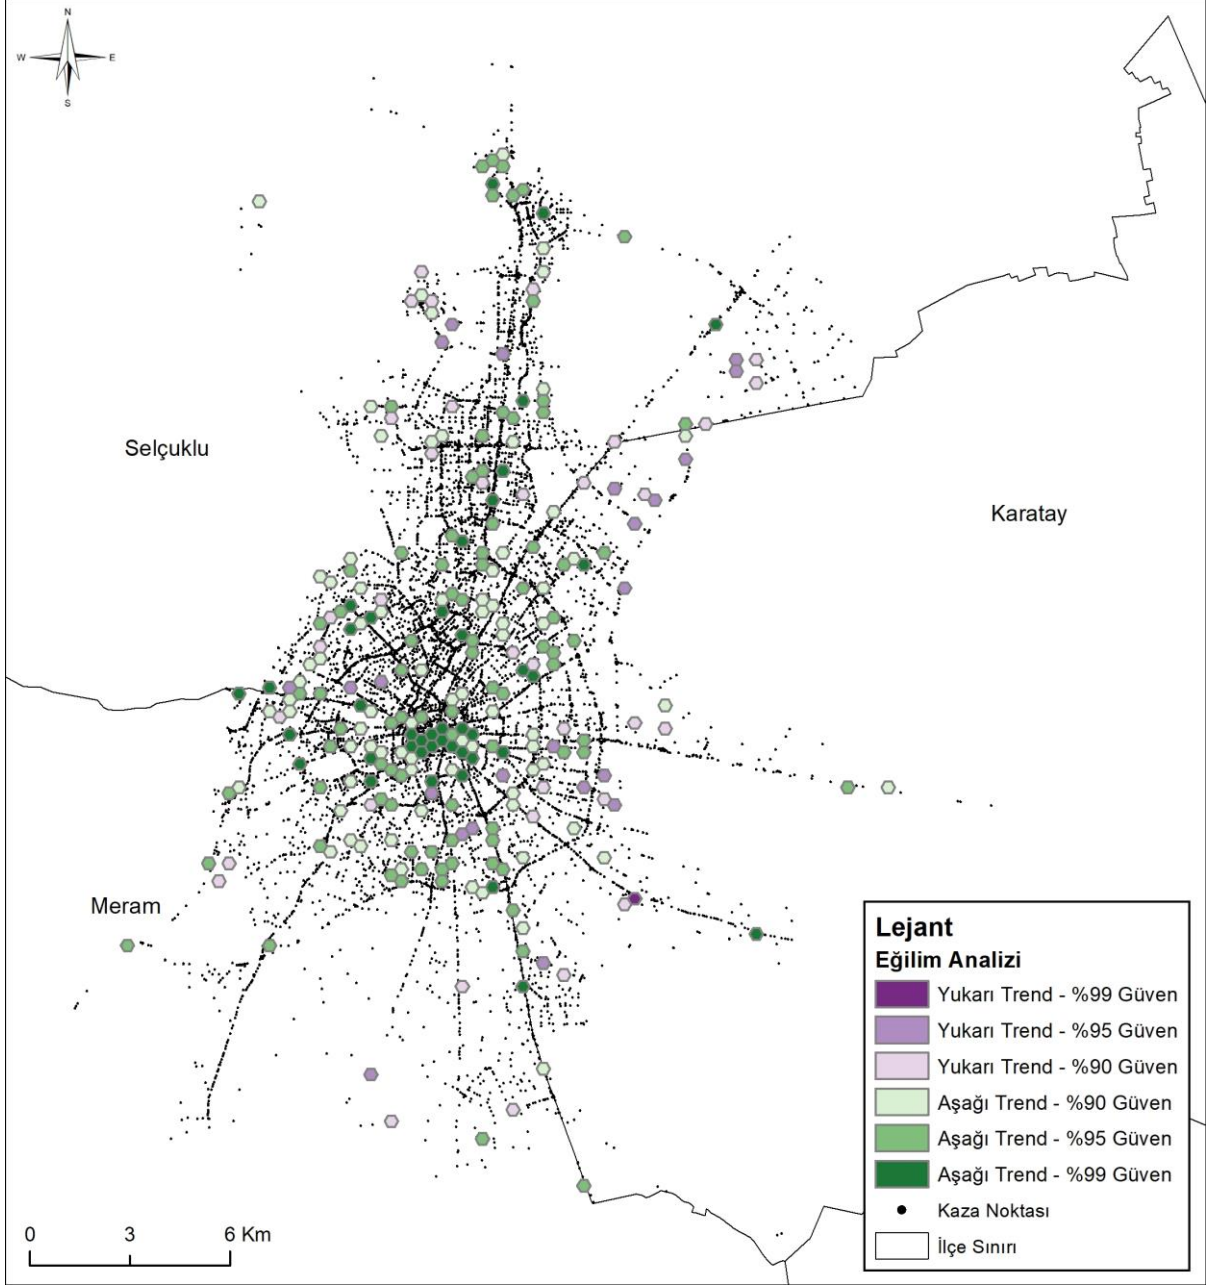 N
W E
S
Selçuklu
Karatay
Meram
Lejant
Eğilim Analizi
Yukarı Trend - %99 Güven
Yukarı Trend - %95 Güven
Yukarı Trend - %90 Güven
Aşağı Trend - %90 Güven
Aşağı Trend - %95 Güven
Aşağı Trend - %99 Güven
Kaza Noktası
İlçe Sınırı
0 3 6 Km